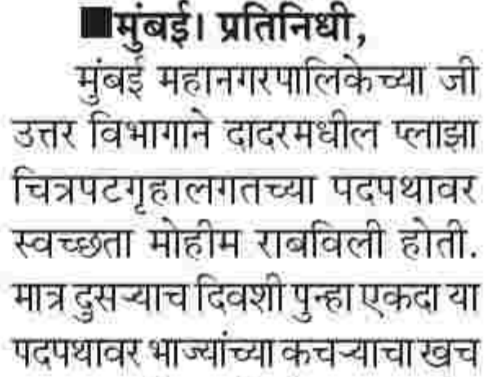 ■मुंबई। प्रतिनिधी,
मुंबई महानगरपालिकेच्या जी
उत्तर विभागाने दादरमधील प्लाझा
चित्रपटगृहालगतच्या पदपथावर
स्वच्छता मोहीम राबविली होती.
मात्र दुसऱ्याच दिवशी पुन्हा एकदा या
पदपथावर भाज्यांच्या कचऱ्याचा खच